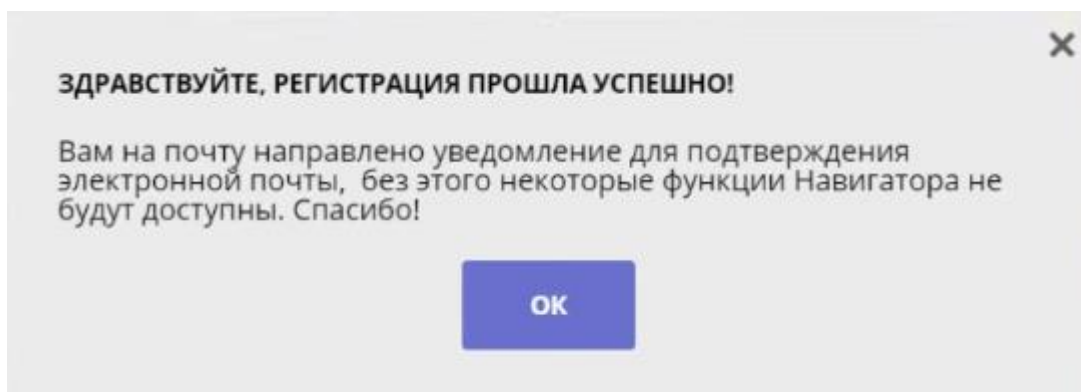 ЗДРАВСТВУЙТЕ, РЕГИСТРАЦИЯ ПРОШЛА УСПЕШНО!
Вам на почту направлено уведомление для подтверждения
электронной почты, без этого некоторые функции Навигатора не
будут доступны. Спасибо!
ОК